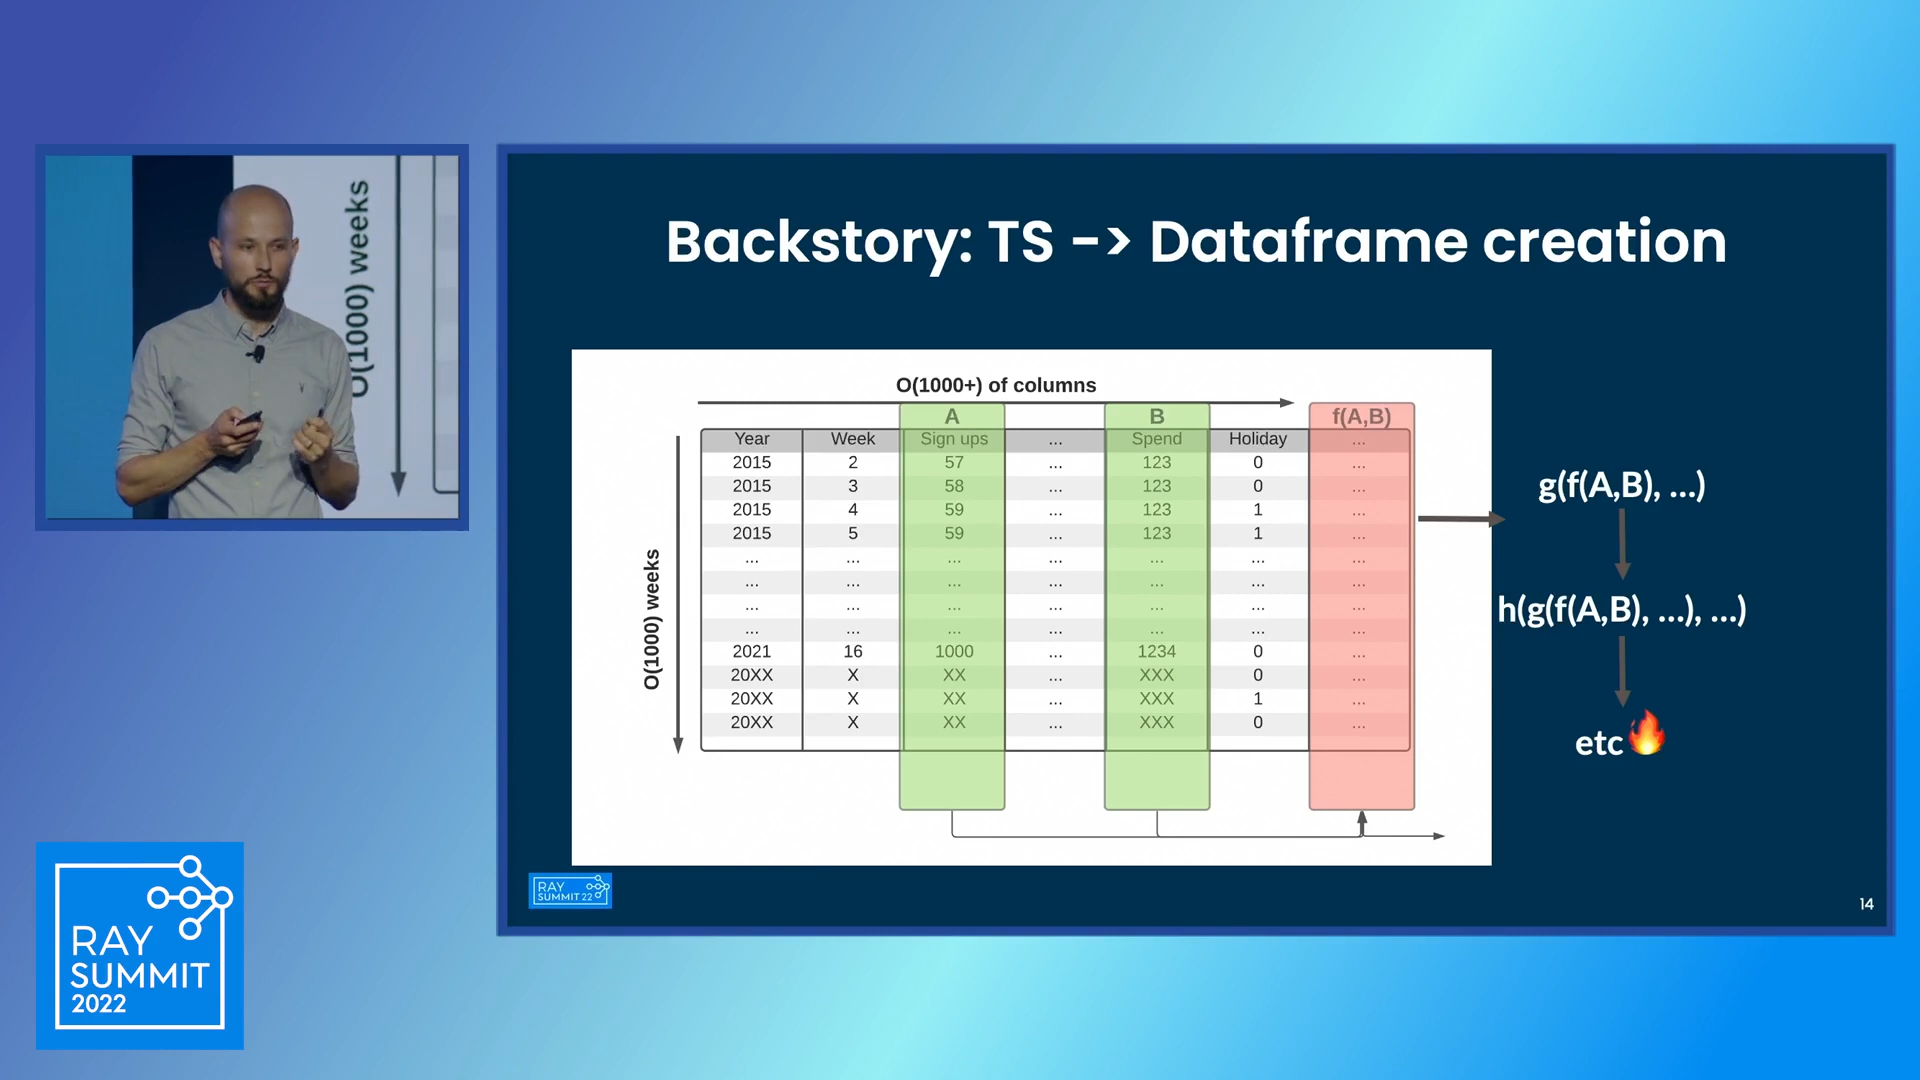 O(1000) weeks
Backstory: TS -> Dataframe creation
O(1000+) of columns
A B f(A,B)
Year Week Sign ups ... Spend Holiday ...
2015 2 57 ... 123 0 ...
2015 3 58 ... 123 0 ...
2015 4 59 ... 123 1 ...
2015 5 59 ... 123 1 ...
... ... ... ... ... ... ...
... ... ... ... ... ... ...
... ... ... ... ... ... ...
... ... ... ... ... ... ...
2021 16 1000 ... 1234 0 ...
20XX X XX ... XXX 0 ...
20XX X XX ... XXX 1 ...
20XX X XX ... XXX 0 ...
O(1000) weeks
g(f(A,B), ...)
h(g(f(A,B), ...), ...)
etc🔥
RAY
SUMMIT 22
14
RAY
SUMMIT
2022